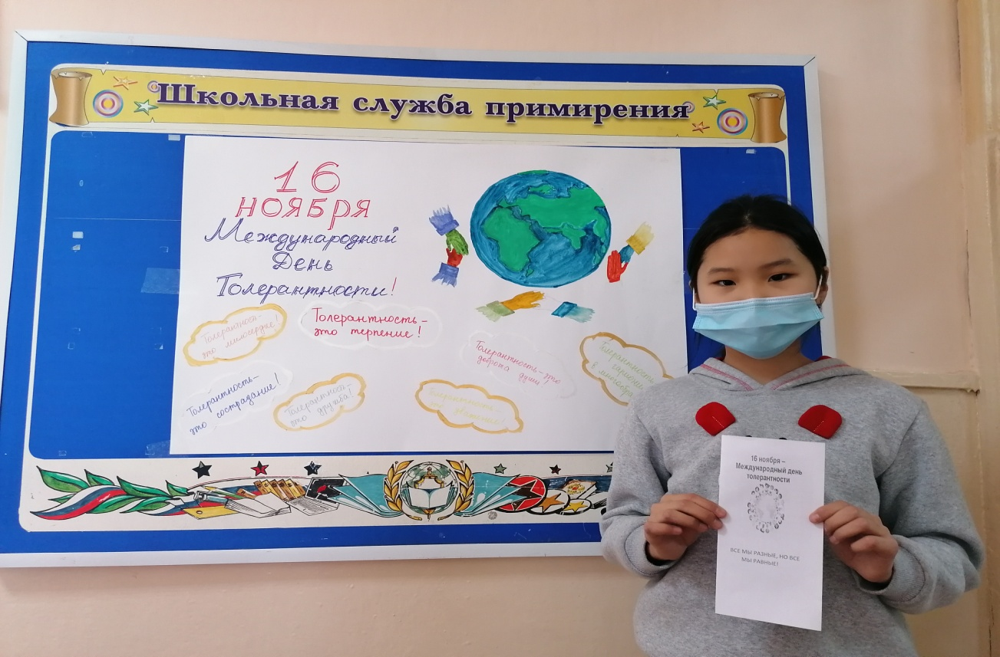 Школьная служба примирения
16
НОЯБРЯ
Международный
День
Толерантности!
Толерантность-
это милосердие!
Толерантность-
это терпение!
Толерантность-это
доброта души!
Толерантность-
гармония
в многообр
Толерантность-
это сострадание!
Толерантность-
это дружба!
Толерантность-
это уважение!
16 ноября –
Международный день
толерантности
ВСЕ МЫ РАЗНЫЕ, НО ВСЕ
МЫ РАВНЫЕ!